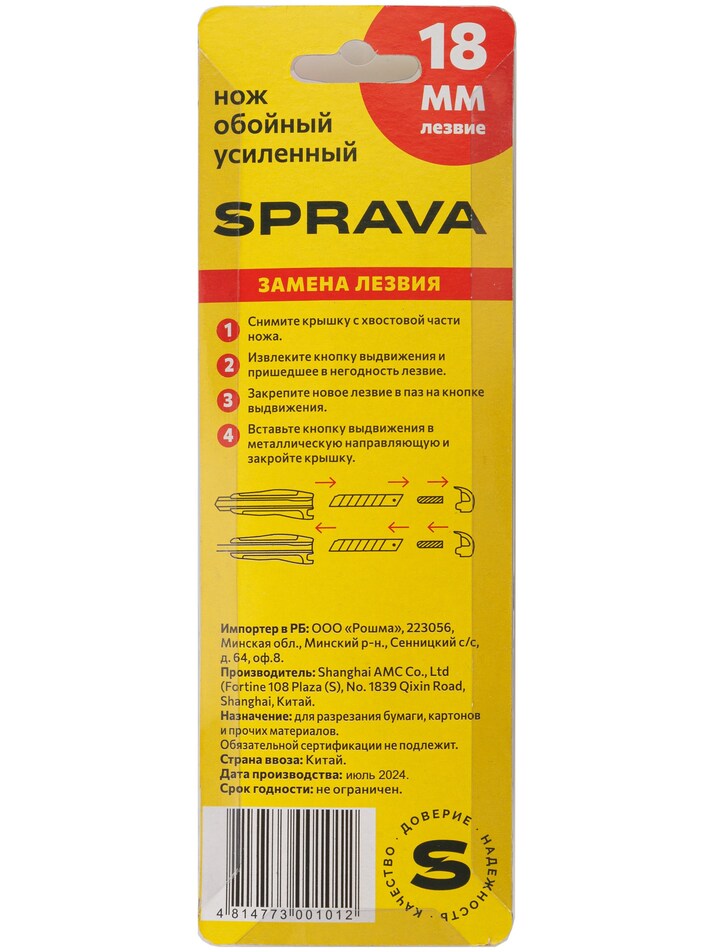 18
мм
лезвие
нож
обойный
усиленный
SPRAVA
ЗАМЕНА ЛЕЗВИЯ
1 Снимите крышку с хвостовой части
ножа.
2 Извлеките кнопку выдвижения и
пришедшее в негодность лезвие.
3 Закрепите новое лезвие в паз на кнопке
выдвижения.
4 Вставьте кнопку выдвижения в
металлическую направляющую и
закройте крышку.
Импортер в РБ: ООО «Рошма», 223056,
Минская обл., Минский р-н., Сенницкий с/с,
д. 64, оф.8.
Производитель: Shanghai AMC Co., Ltd
(Fortine 108 Plaza (S), No. 1839 Qixin Road,
Shanghai, Китай.
Назначение: для разрезания бумаги, картонов
и прочих материалов.
Обязательной сертификации не подлежит.
Страна ввоза: Китай.
Дата производства: июль 2024.
Срок годности: не ограничен.
4 814773 001012
· ДОВЕРИЕ · НАДЕЖНОСТЬ · КАЧЕСТВО
S